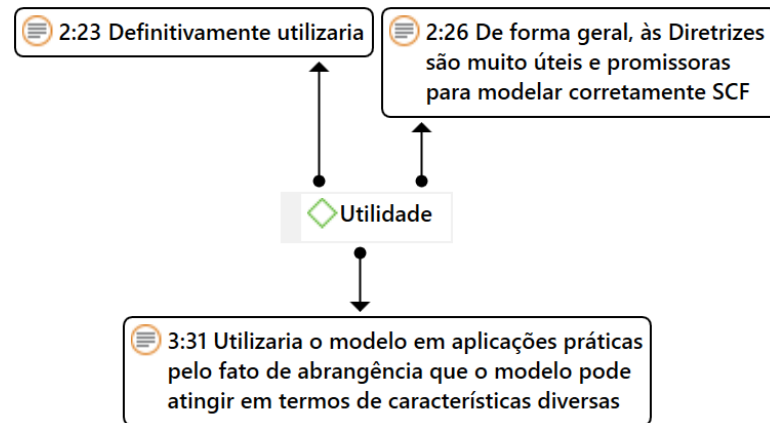 2:23 Definitivamente utilizaria
2:26 De forma geral, às Diretrizes
são muito úteis e promissoras
para modelar corretamente SCF
Utilidade
3:31 Utilizaria o modelo em aplicações práticas
pelo fato de abrangência que o modelo pode
atingir em termos de características diversas